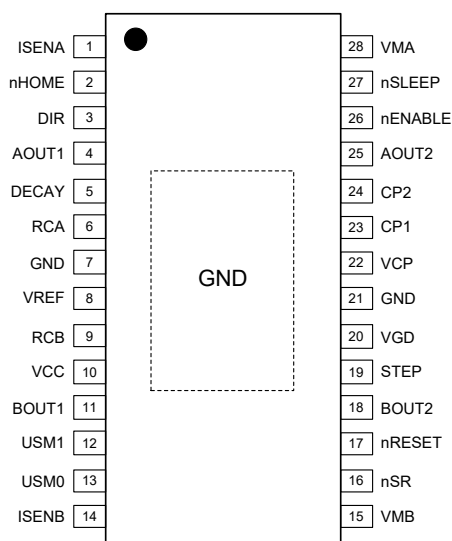 ISENA 1 28 VMA
nHOME 2 27 nSLEEP
DIR 3 26 nENABLE
AOUT1 4 25 AOUT2
DECAY 5 24 CP2
RCA 6 23 CP1
GND 7 22 VCP
GND
VREF 8 21 GND
RCB 9 20 VGD
VCC 10 19 STEP
BOUT1 11 18 BOUT2
USM1 12 17 nRESET
USM0 13 16 nSR
ISENB 14 15 VMB